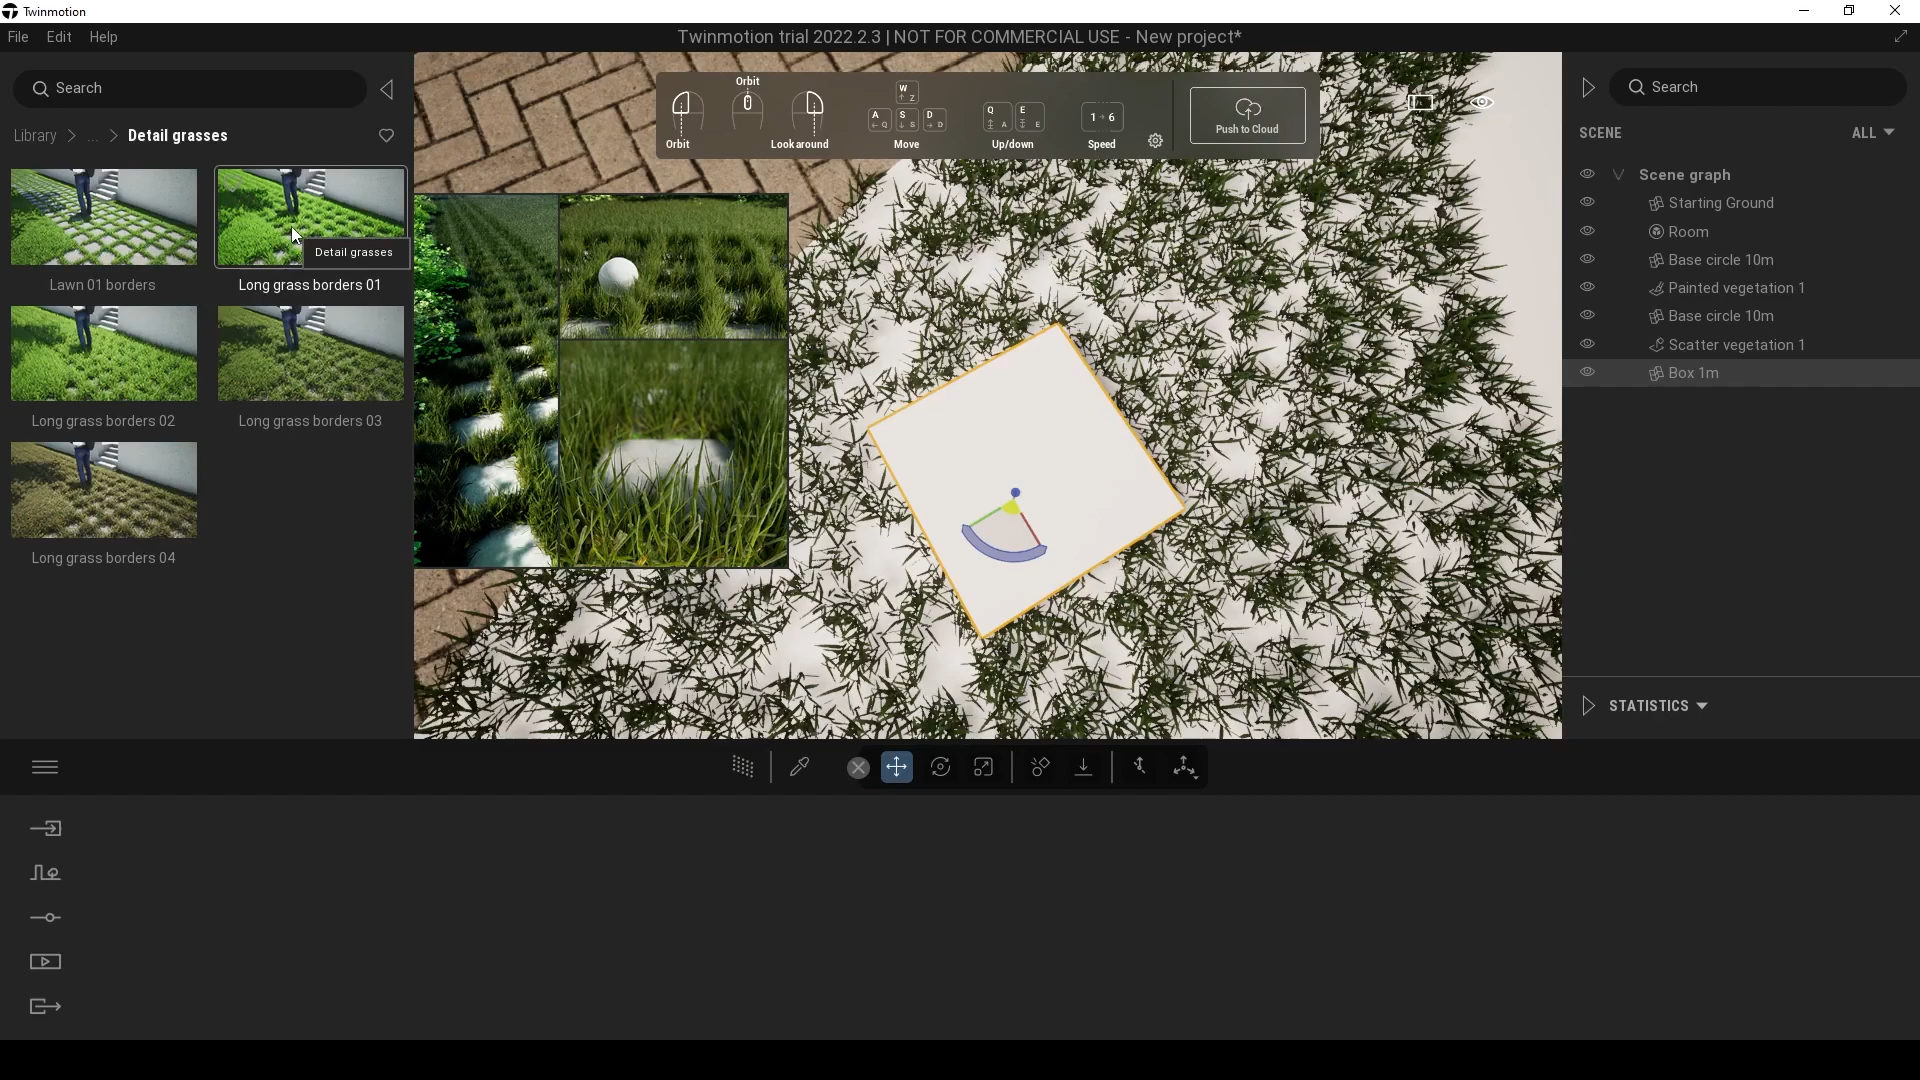 Twinmotion
File Edit Help
Twinmotion trial 2022.2.3 | NOT FOR COMMERCIAL USE - New project*
Search
Library > ... > Detail grasses
Lawn 01 borders
Detail grasses
Long grass borders 01
Long grass borders 02
Long grass borders 03
Long grass borders 04
Orbit
Orbit
Look around
W Z
A Q S S D D
Move
Q A E E
Up/down
1 → 6
Speed
Push to Cloud
Search
SCENE ALL
Scene graph
Starting Ground
Room
Base circle 10m
Painted vegetation 1
Base circle 10m
Scatter vegetation 1
Box 1m
STATISTICS